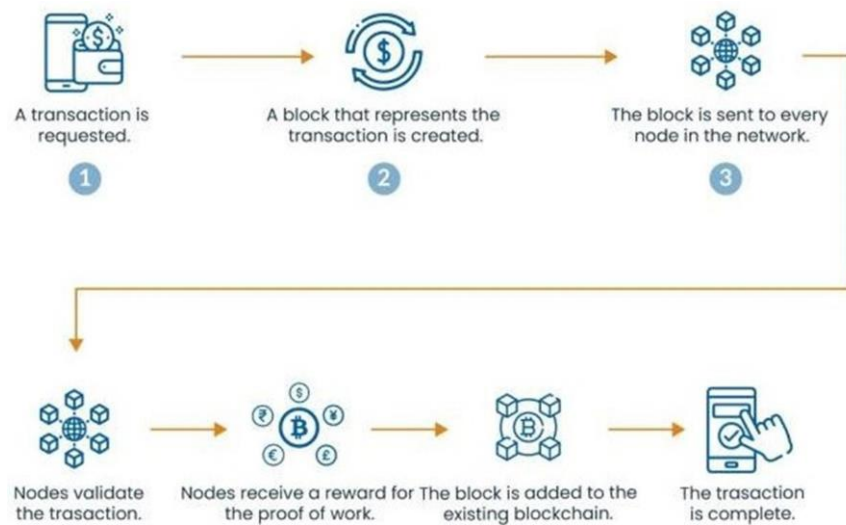 A transaction is
requested.
1
A block that represents the
transaction is created.
2
The block is sent to every
node in the network.
3
Nodes validate
the trasaction.
Nodes receive a reward for
the proof of work.
The block is added to the
existing blockchain.
The trasaction
is complete.